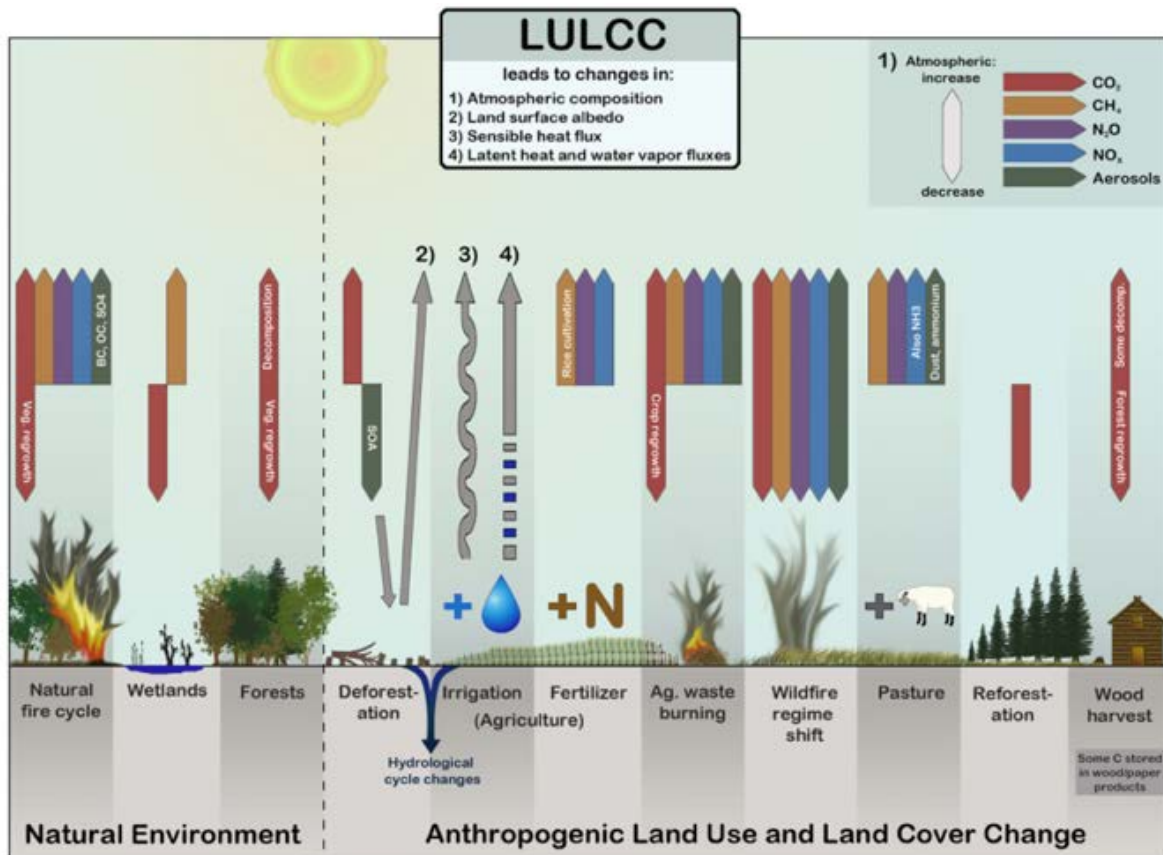 LULCC
leads to changes in:
1) Atmospheric composition
2) Land surface albedo
3) Sensible heat flux
4) Latent heat and water vapor fluxes
1) Atmospheric:
increase
decrease
CO₂
CH₄
N₂O
NOₓ
Aerosols
2)
3)
4)
Veg. regrowth
BC, OC, SO4
Decomposition
Veg. regrowth
SOA
Rice cultivation
Crop regrowth
Also NH3
Dust, ammonium
Some decomp.
Forest regrowth
+
+N
+
Natural
fire cycle
Wetlands
Forests
Deforest-
ation
Irrigation
(Agriculture)
Fertilizer
Ag. waste
burning
Wildfire
regime
shift
Pasture
Reforest-
ation
Wood
harvest
Hydrological
cycle changes
Some C stored
in wood/paper
products
Natural Environment
Anthropogenic Land Use and Land Cover Change